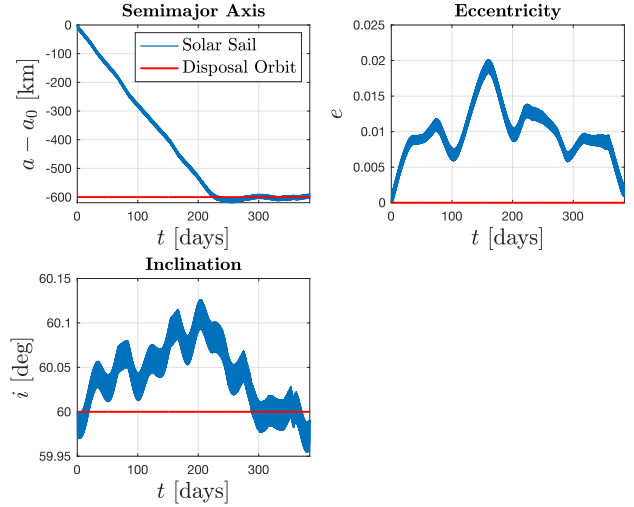 Semimajor Axis
0
-100
-200
-300
-400
-500
-600
a − a₀ [km]
Solar Sail
Disposal Orbit
0 100 200 300
t [days]
Eccentricity
0.025
0.02
0.015
0.01
0.005
0
e
0 100 200 300
t [days]
Inclination
60.15
60.1
60.05
60
59.95
i [deg]
0 100 200 300
t [days]